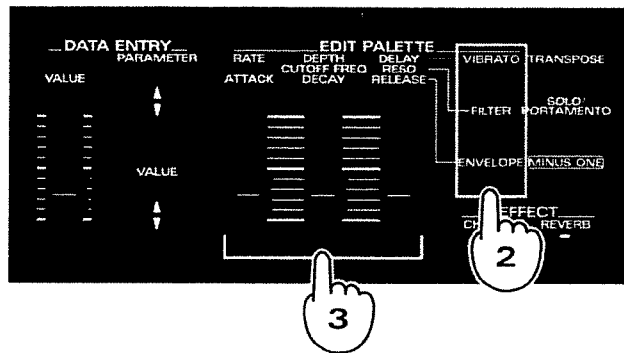 DATA ENTRY
PARAMETER
VALUE
VALUE
EDIT PALETTE
RATE DEPTH DELAY
CUTOFF FREQ RESO
ATTACK DECAY RELEASE
VIBRATO TRANSPOSE
FILTER SOLO/
PORTAMENTO
ENVELOPE MINUS ONE
EFFECT
REVERB
2
3